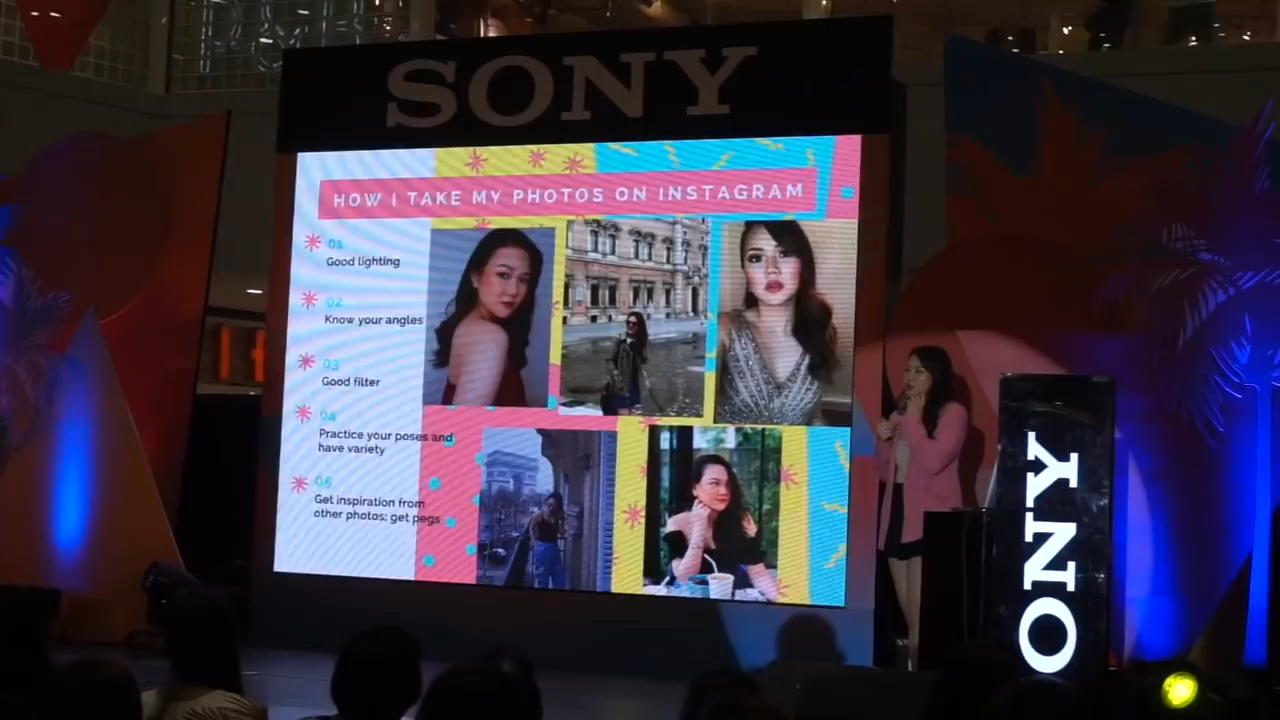 SONY
HOW I TAKE MY PHOTOS ON INSTAGRAM
01
Good lighting
02
Know your angles
03
Good filter
04
Practice your poses and
have variety
05
Get inspiration from
other photos; get pegs
ONY